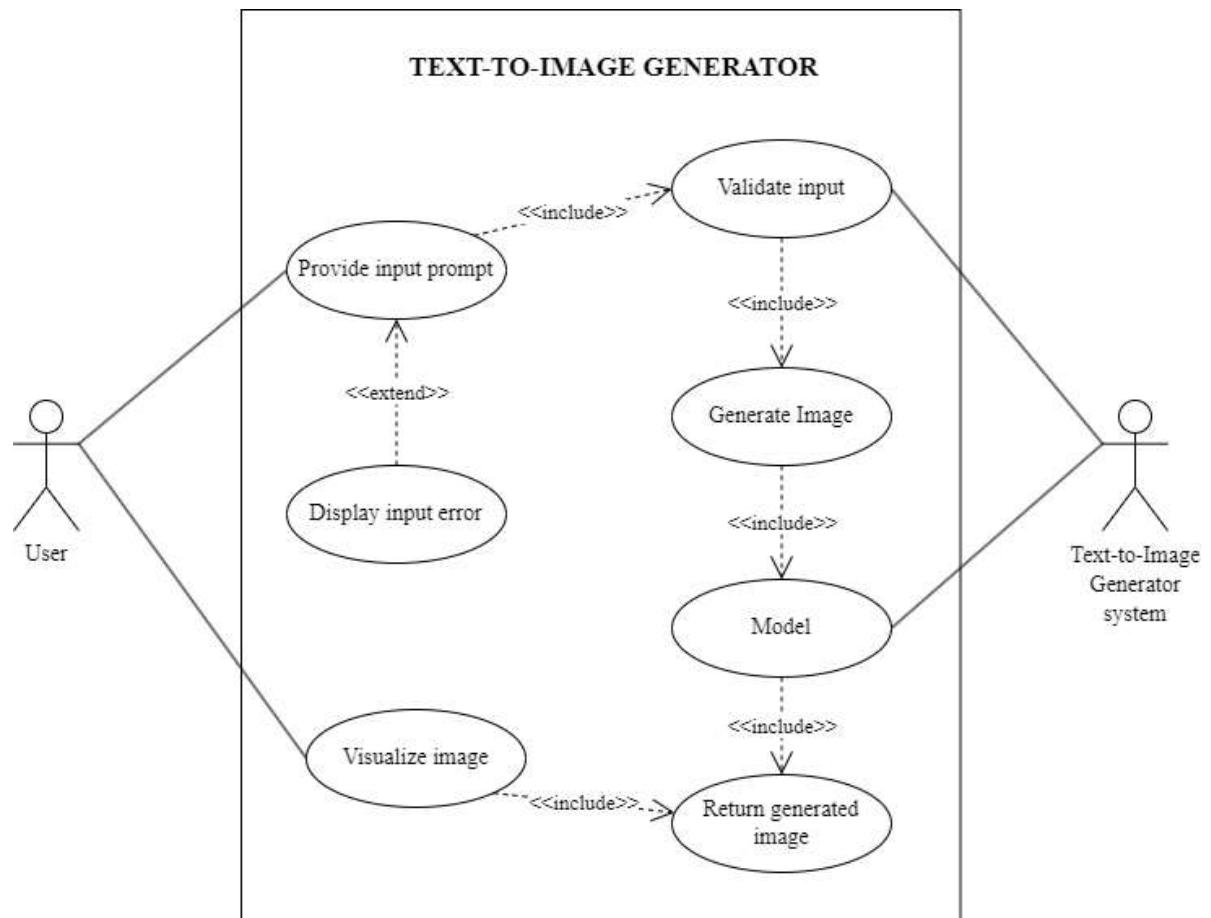 TEXT-TO-IMAGE GENERATOR
Validate input
<<include>>
Provide input prompt
<<include>>
<<extend>>
Generate Image
Display input error
<<include>>
User
Text-to-Image
Generator
system
Model
<<include>>
Visualize image
<<include>>
Return generated
image